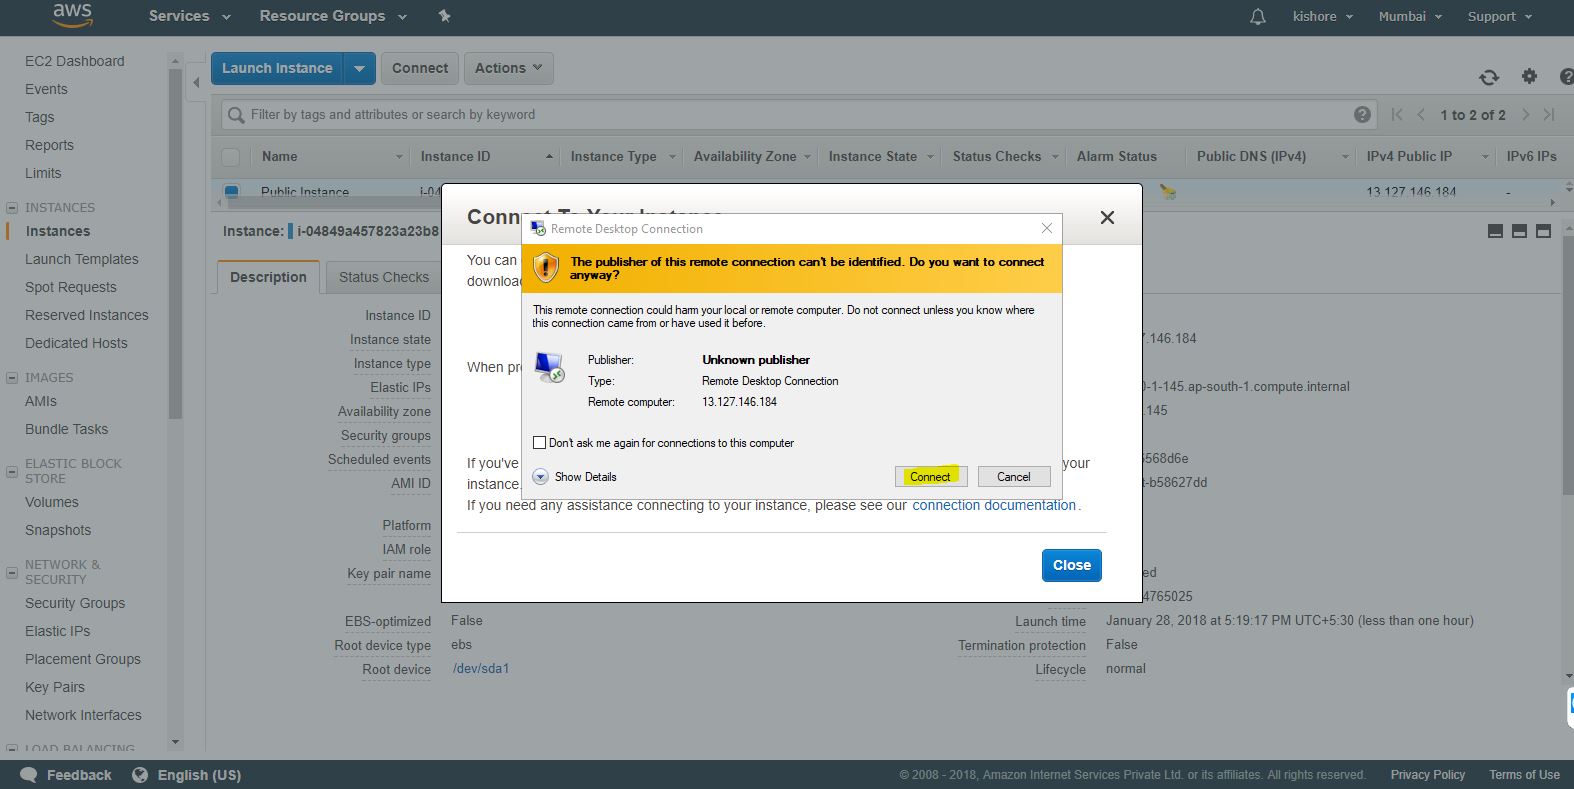 aws
Services
Resource Groups
kishore
Mumbai
Support
EC2 Dashboard
Events
Tags
Reports
Limits
INSTANCES
Instances
Launch Templates
Spot Requests
Reserved Instances
Dedicated Hosts
IMAGES
AMIs
Bundle Tasks
ELASTIC BLOCK
STORE
Volumes
Snapshots
NETWORK &
SECURITY
Security Groups
Elastic IPs
Placement Groups
Key Pairs
Network Interfaces
LOAD BALANCING
Launch Instance
Connect
Actions
Filter by tags and attributes or search by keyword
1 to 2 of 2
Name
Instance ID
Instance Type
Availability Zone
Instance State
Status Checks
Alarm Status
Public DNS (IPv4)
IPv4 Public IP
IPv6 IPs
Public Instance
i-04
13.127.146.184
-
Instance:
i-04849a457823a23b8
Description
Status Checks
Instance ID
Instance state
Instance type
Elastic IPs
Availability zone
Security groups
Scheduled events
AMI ID
Platform
IAM role
Key pair name
EBS-optimized
False
Root device type
ebs
Root device
/dev/sda1
.146.184
0-1-145.ap-south-1.compute.internal
.145
5568d6e
t-b58627dd
ed
4765025
Launch time
January 28, 2018 at 5:19:17 PM UTC+5:30 (less than one hour)
Termination protection
False
Lifecycle
normal
Connect To Your Instance
You can
download
When pr
If you've
your
instance.
If you need any assistance connecting to your instance, please see our connection documentation.
Close
Remote Desktop Connection
The publisher of this remote connection can't be identified. Do you want to connect
anyway?
This remote connection could harm your local or remote computer. Do not connect unless you know where
this connection came from or have used it before.
Publisher:
Unknown publisher
Type:
Remote Desktop Connection
Remote computer:
13.127.146.184
Don't ask me again for connections to this computer
Show Details
Connect
Cancel
Feedback
English (US)
© 2008 - 2018, Amazon Internet Services Private Ltd. or its affiliates. All rights reserved.
Privacy Policy
Terms of Use